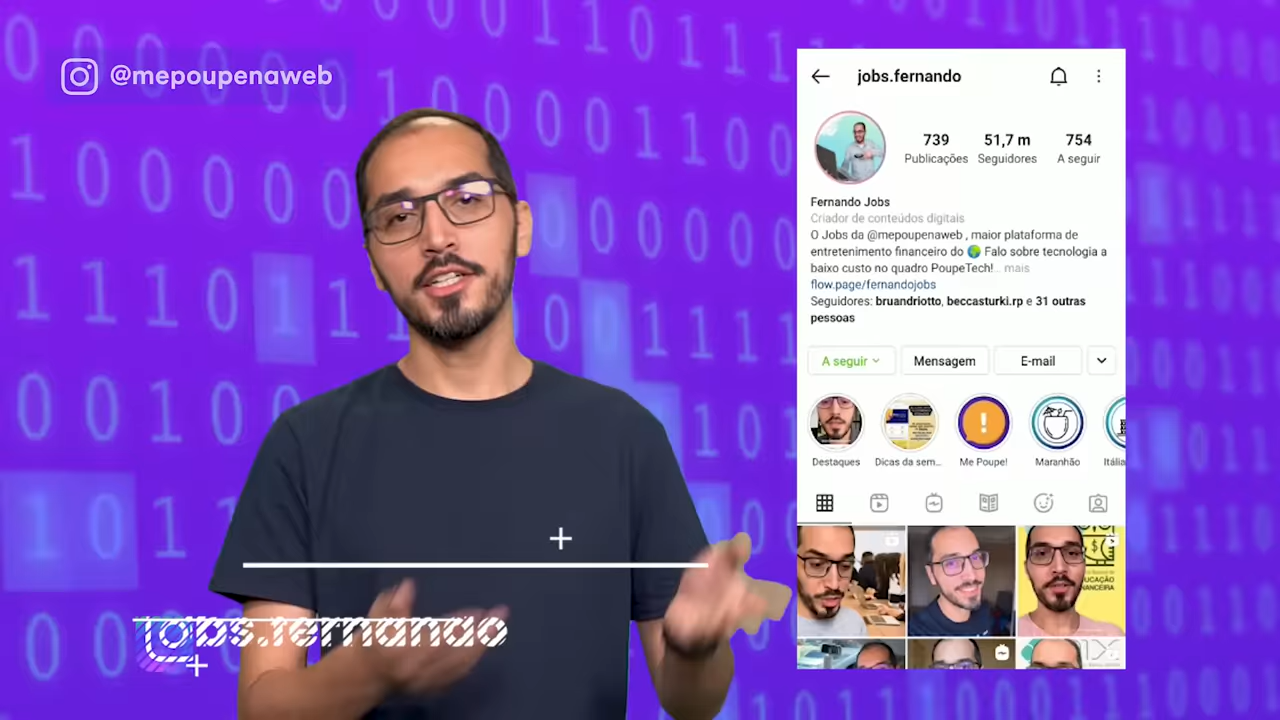 @mepoupenaweb
jobs.fernando
739
51,7 m
754
Publicações
Seguidores
A seguir
Fernando Jobs
Criador de conteúdos digitais
O Jobs da @mepoupenaweb , maior plataforma de
entretenimento financeiro do 🌍 Falo sobre tecnologia a
baixo custo no quadro PoupeTech!... mais
flow.page/fernandojobs
Seguidores: bruandriotto, beccasturki.rp e 31 outras
pessoas
A seguir
Mensagem
E-mail
Destaques
Dicas da sem...
Me Poupe!
Maranhão
Itália
jobs.fernando